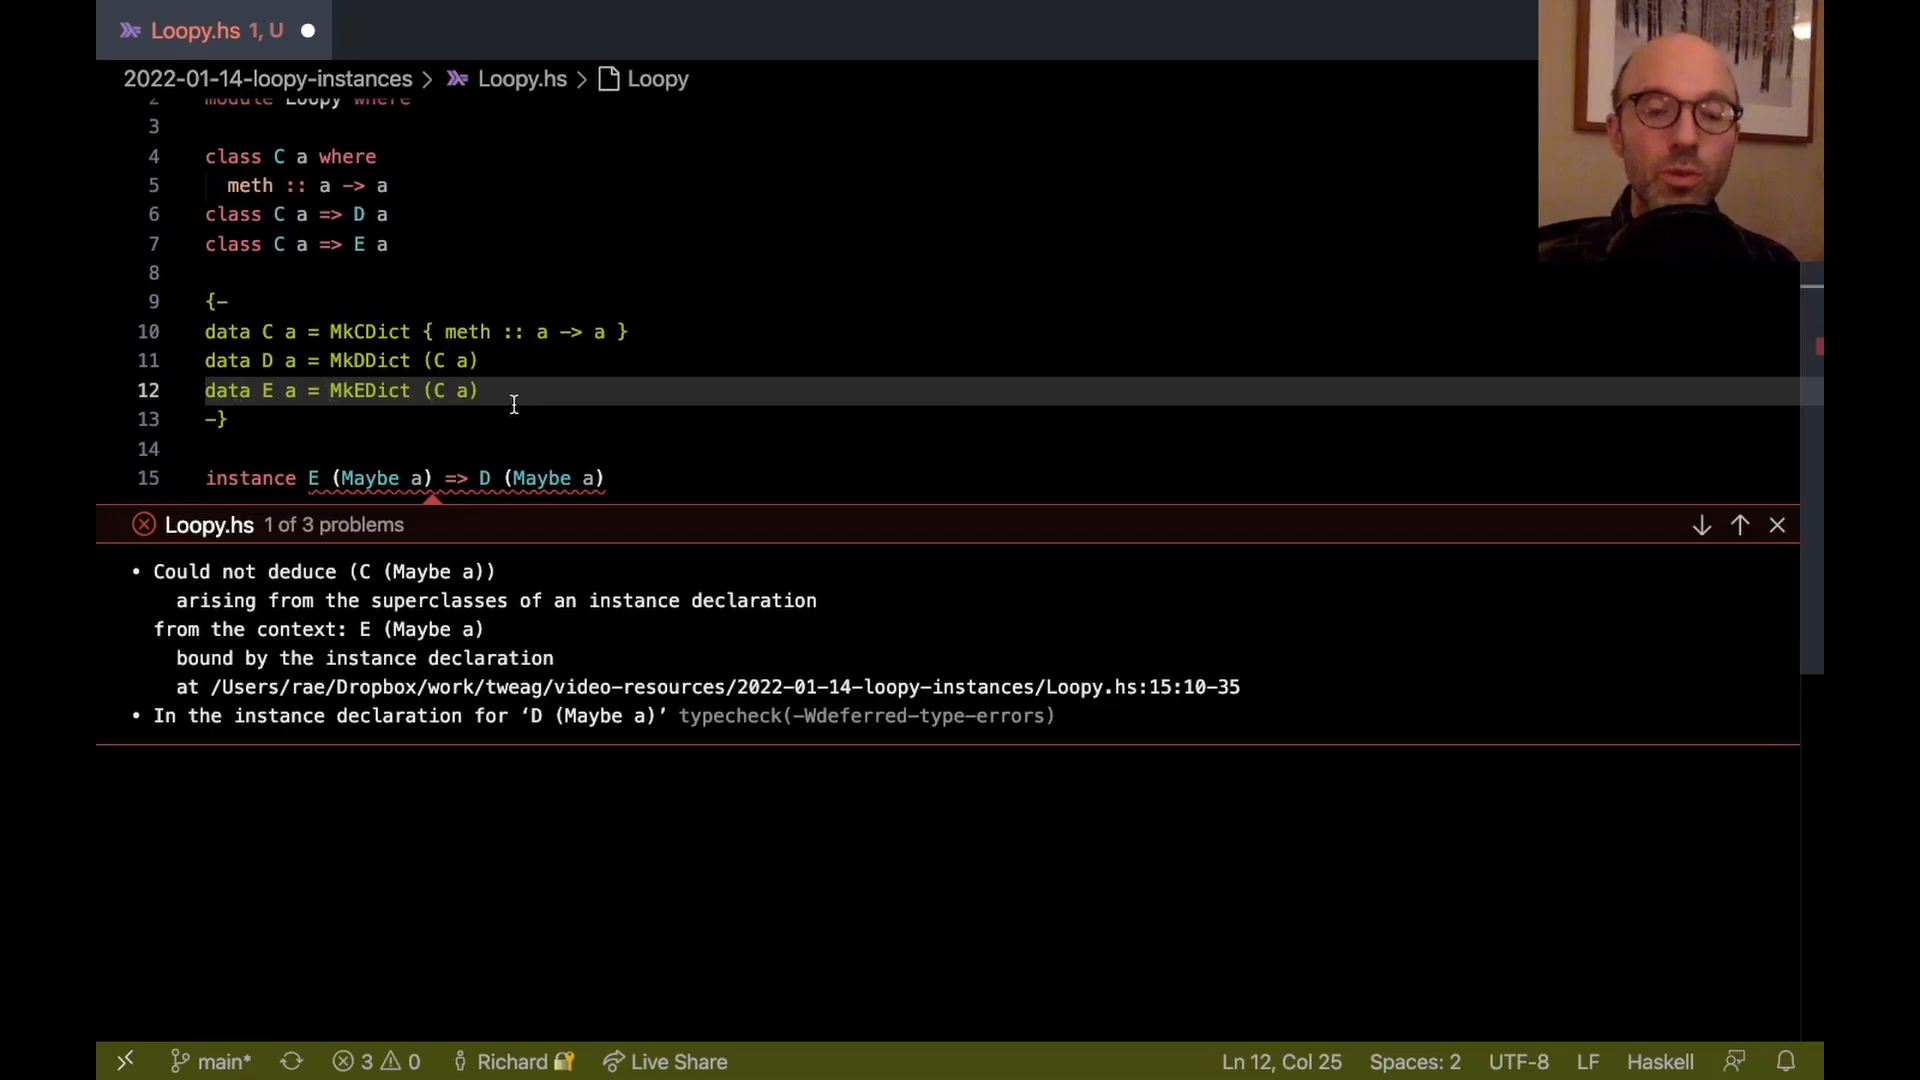 Loopy.hs 1, U
2022-01-14-loopy-instances > Loopy.hs > Loopy
2 module Loopy where
3
4 class C a where
5 meth :: a -> a
6 class C a => D a
7 class C a => E a
8
9 {-
10 data C a = MkCDict { meth :: a -> a }
11 data D a = MkDDict (C a)
12 data E a = MkEDict (C a)
13 -}
14
15 instance E (Maybe a) => D (Maybe a)
Loopy.hs 1 of 3 problems
• Could not deduce (C (Maybe a))
arising from the superclasses of an instance declaration
from the context: E (Maybe a)
bound by the instance declaration
at /Users/rae/Dropbox/work/tweag/video-resources/2022-01-14-loopy-instances/Loopy.hs:15:10-35
• In the instance declaration for ‘D (Maybe a)’ typecheck(-Wdeferred-type-errors)
main* 3 0 Richard Live Share Ln 12, Col 25 Spaces: 2 UTF-8 LF Haskell